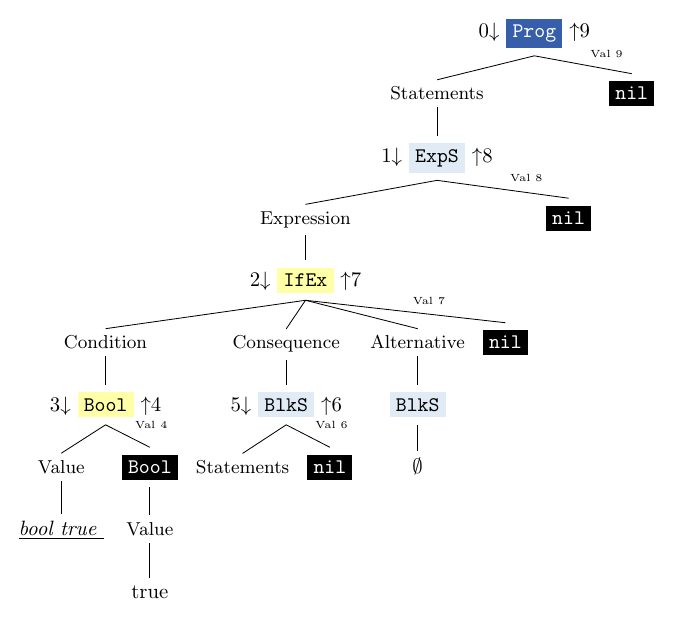 0↓ Prog ↑9
Val 9
Statements nil
1↓ ExpS ↑8
Val 8
Expression nil
2↓ IfEx ↑7
Val 7
Condition Consequence Alternative nil
3↓ Bool ↑4 5↓ BlkS ↑6 BlkS
Val 4 Val 6
Value Bool Statements nil ∅
bool true Value
true